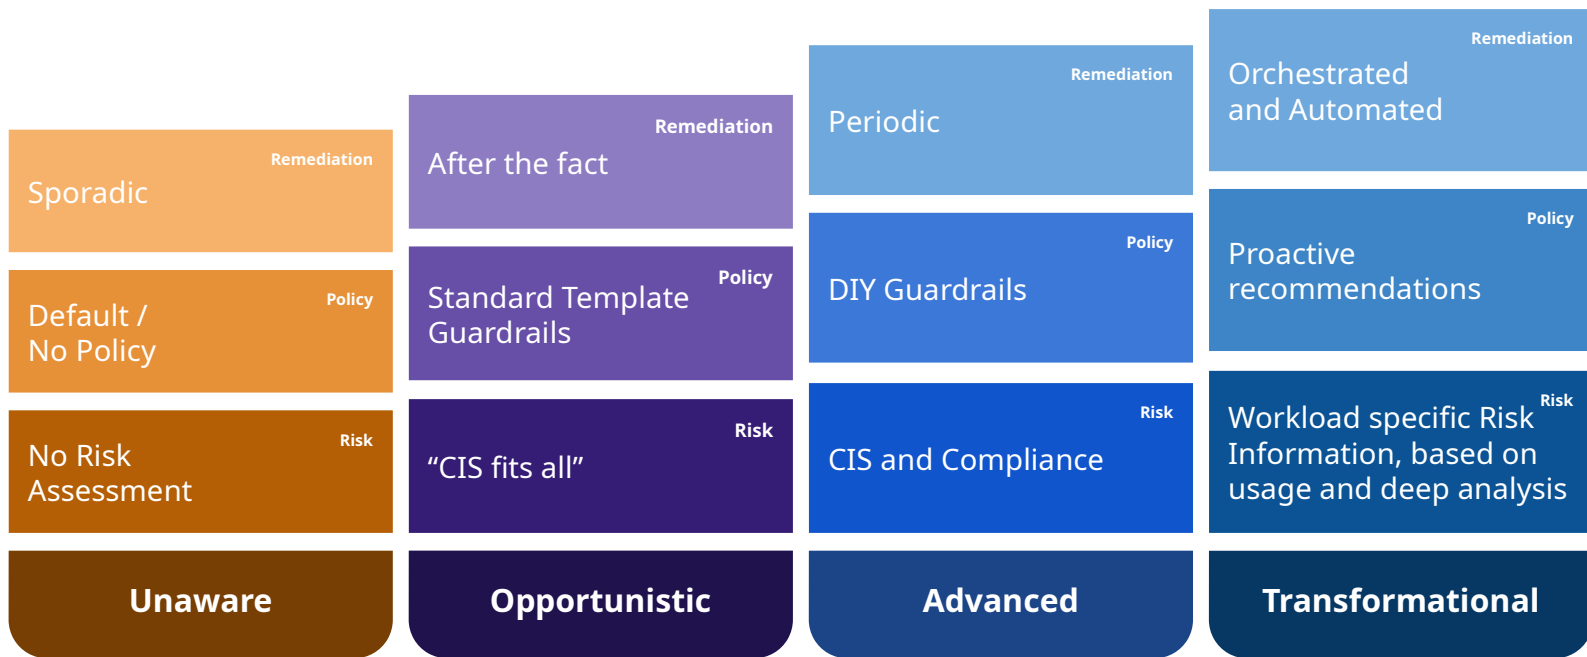 Remediation
Sporadic
Policy
Default /
No Policy
Risk
No Risk
Assessment
Unaware
Remediation
After the fact
Policy
Standard Template
Guardrails
Risk
“CIS fits all”
Opportunistic
Remediation
Periodic
Policy
DIY Guardrails
Risk
CIS and Compliance
Advanced
Remediation
Orchestrated
and Automated
Policy
Proactive
recommendations
Risk
Workload specific Risk
Information, based on
usage and deep analysis
Transformational